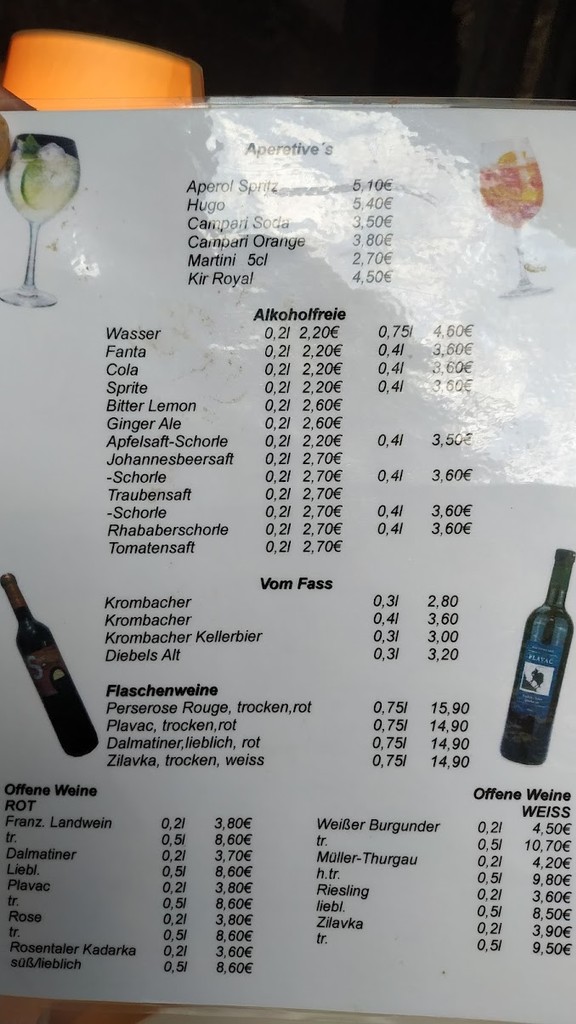 Aperetive´s
Aperol Spritz 5,10€
Hugo 5,40€
Campari Soda 3,50€
Campari Orange 3,80€
Martini 5cl 2,70€
Kir Royal 4,50€
Alkoholfreie
Wasser 0,2l 2,20€ 0,75l 4,60€
Fanta 0,2l 2,20€ 0,4l 3,60€
Cola 0,2l 2,20€ 0,4l 3,60€
Sprite 0,2l 2,20€ 0,4l 3,60€
Bitter Lemon 0,2l 2,60€
Ginger Ale 0,2l 2,60€
Apfelsaft-Schorle 0,2l 2,20€ 0,4l 3,50€
Johannesbeersaft 0,2l 2,70€
-Schorle 0,2l 2,70€ 0,4l 3,60€
Traubensaft 0,2l 2,70€
-Schorle 0,2l 2,70€ 0,4l 3,60€
Rhababerschorle 0,2l 2,70€ 0,4l 3,60€
Tomatensaft 0,2l 2,70€
Vom Fass
Krombacher 0,3l 2,80
Krombacher 0,4l 3,60
Krombacher Kellerbier 0,3l 3,00
Diebels Alt 0,3l 3,20
Flaschenweine
Perserose Rouge, trocken,rot 0,75l 15,90
Plavac, trocken,rot 0,75l 14,90
Dalmatiner,lieblich, rot 0,75l 14,90
Zilavka, trocken, weiss 0,75l 14,90
PLAVAC
Offene Weine
ROT
Franz. Landwein 0,2l 3,80€
tr. 0,5l 8,60€
Dalmatiner 0,2l 3,70€
Liebl. 0,5l 8,60€
Plavac 0,2l 3,80€
tr. 0,5l 8,60€
Rose 0,2l 3,80€
tr. 0,5l 8,60€
Rosentaler Kadarka 0,2l 3,60€
süß/lieblich 0,5l 8,60€
Offene Weine
WEISS
Weißer Burgunder 0,2l 4,50€
tr. 0,5l 10,70€
Müller-Thurgau 0,2l 4,20€
h.tr. 0,5l 9,80€
Riesling 0,2l 3,60€
liebl. 0,5l 8,50€
Zilavka 0,2l 3,90€
tr. 0,5l 9,50€